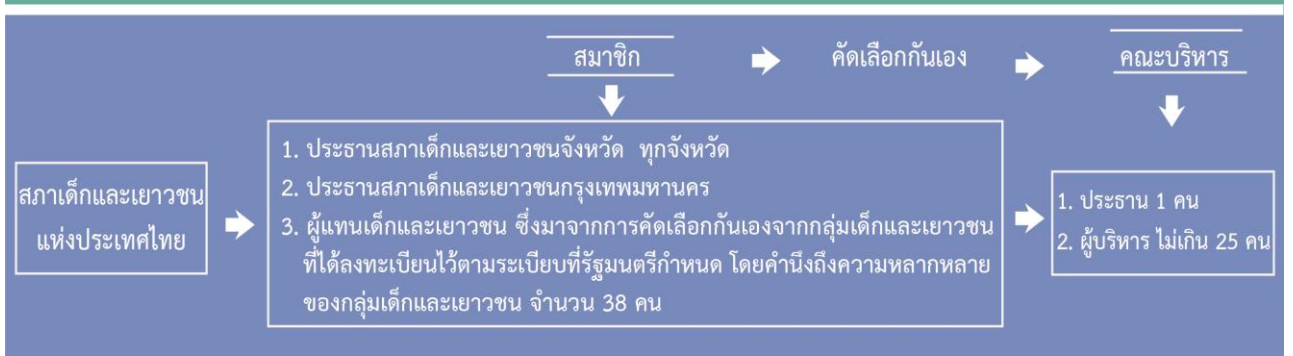 สมาชิก
คัดเลือกกันเอง
คณะบริหาร
สภาเด็กและเยาวชน
แห่งประเทศไทย
1. ประธานสภาเด็กและเยาวชนจังหวัด ทุกจังหวัด
2. ประธานสภาเด็กและเยาวชนกรุงเทพมหานคร
3. ผู้แทนเด็กและเยาวชน ซึ่งมาจากการคัดเลือกกันเองจากกลุ่มเด็กและเยาวชน
ที่ได้ลงทะเบียนไว้ตามระเบียบที่รัฐมนตรีกำหนด โดยคำนึงถึงความหลากหลาย
ของกลุ่มเด็กและเยาวชน จำนวน 38 คน
1. ประธาน 1 คน
2. ผู้บริหาร ไม่เกิน 25 คน